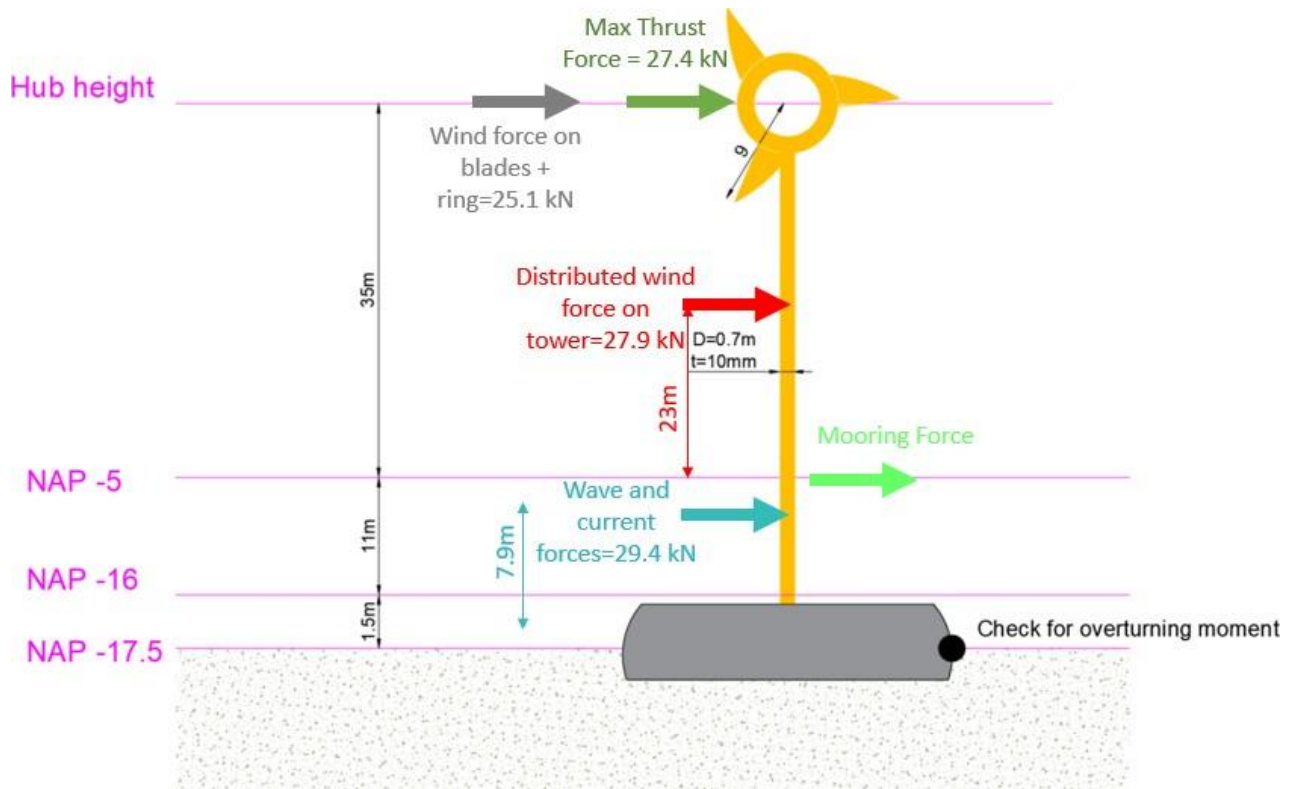 Max Thrust
Force = 27.4 kN
Hub height
Wind force on
blades +
ring=25.1 kN
9
35m
Distributed wind
force on
tower=27.9 kN
D=0.7m
t=10mm
23m
Mooring Force
NAP -5
Wave and
current
forces=29.4 kN
7.9m
11m
NAP -16
1.5m
Check for overturning moment
NAP -17.5